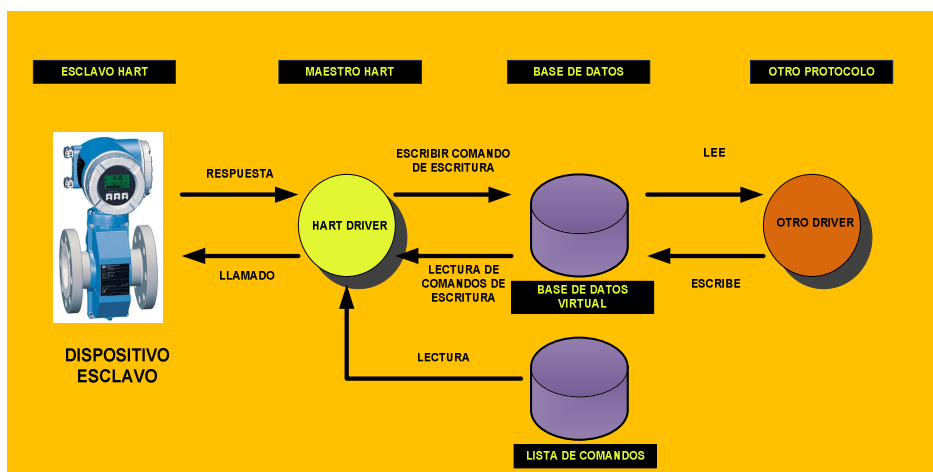 ESCLAVO HART
MAESTRO HART
BASE DE DATOS
OTRO PROTOCOLO
RESPUESTA
ESCRIBIR COMANDO
DE ESCRITURA
LEE
HART DRIVER
OTRO DRIVER
LLAMADO
LECTURA DE
COMANDOS DE
ESCRITURA
BASE DE DATOS
VIRTUAL
ESCRIBE
DISPOSITIVO
ESCLAVO
LECTURA
LISTA DE COMANDOS